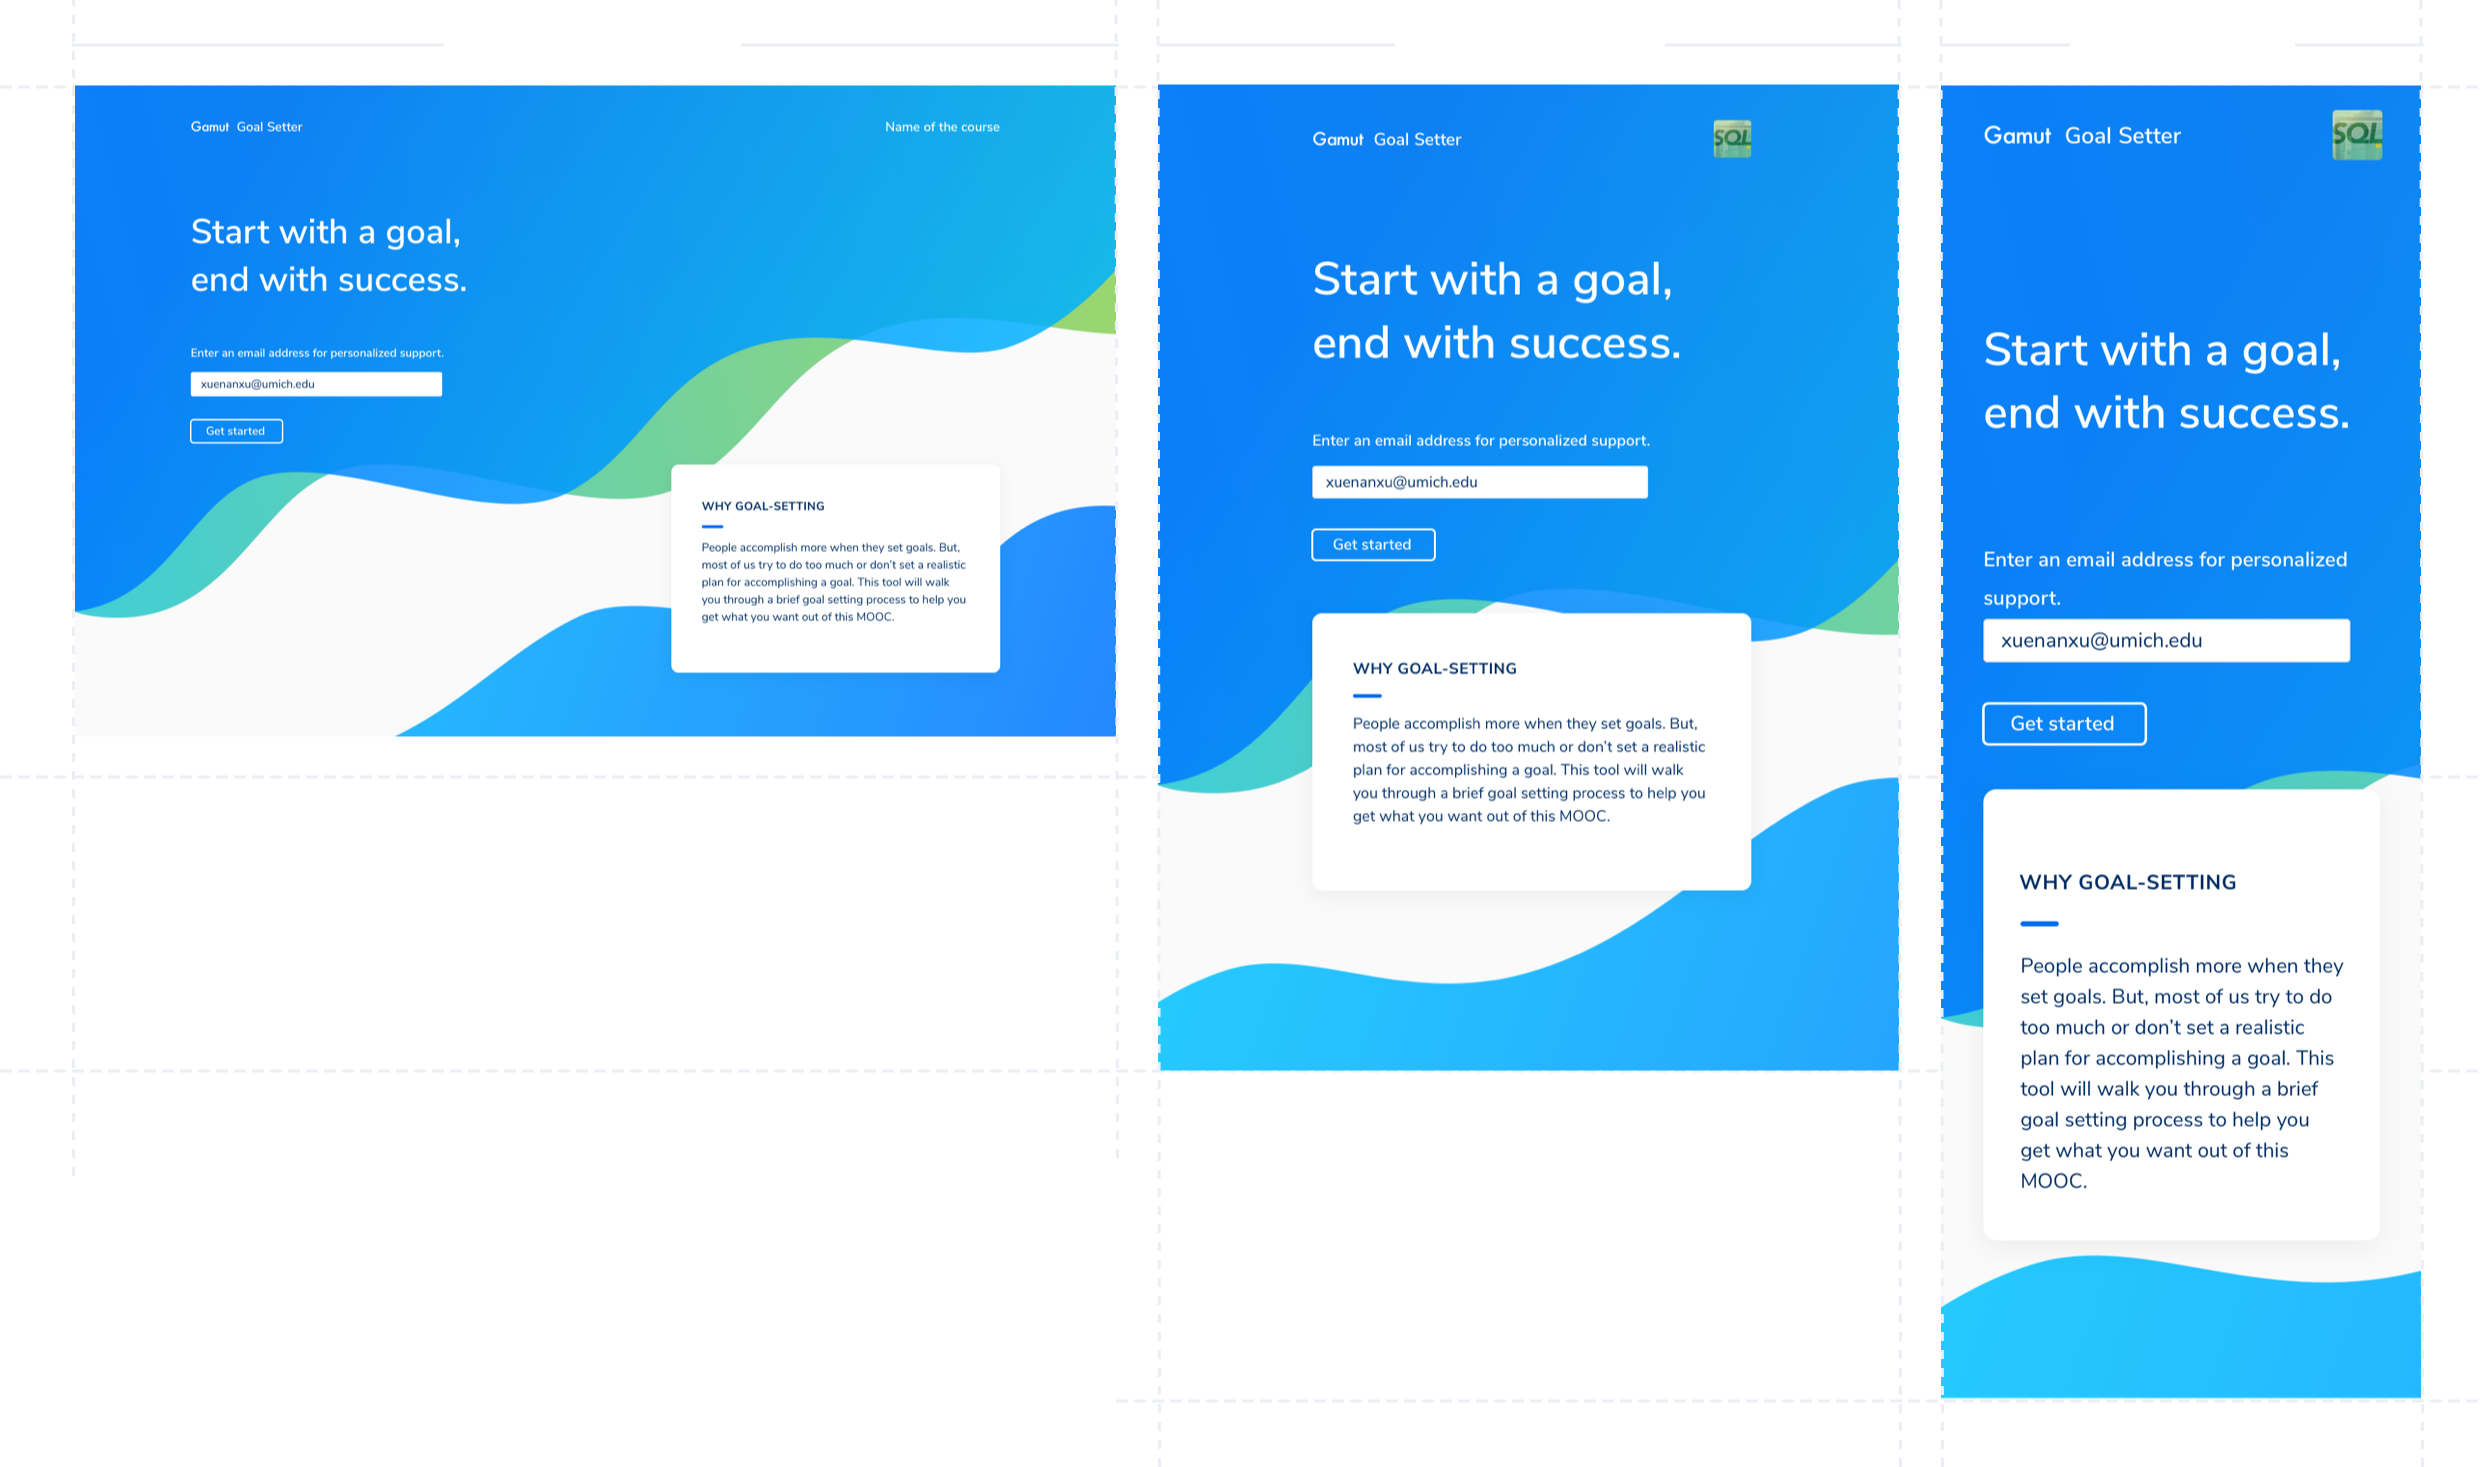 Gamut Goal Setter
Name of the course
Start with a goal,
end with success.
Enter an email address for personalized support.
xuenanxu@umich.edu
Get started
WHY GOAL-SETTING
People accomplish more when they set goals. But,
most of us try to do too much or don't set a realistic
plan for accomplishing a goal. This tool will walk
you through a brief goal setting process to help you
get what you want out of this MOOC.
Gamut Goal Setter
SQL
Start with a goal,
end with success.
Enter an email address for personalized support.
xuenanxu@umich.edu
Get started
WHY GOAL-SETTING
People accomplish more when they set goals. But,
most of us try to do too much or don't set a realistic
plan for accomplishing a goal. This tool will walk
you through a brief goal setting process to help you
get what you want out of this MOOC.
Gamut Goal Setter
SQL
Start with a goal,
end with success.
Enter an email address for personalized
support.
xuenanxu@umich.edu
Get started
WHY GOAL-SETTING
People accomplish more when they
set goals. But, most of us try to do
too much or don't set a realistic
plan for accomplishing a goal. This
tool will walk you through a brief
goal setting process to help you
get what you want out of this
MOOC.